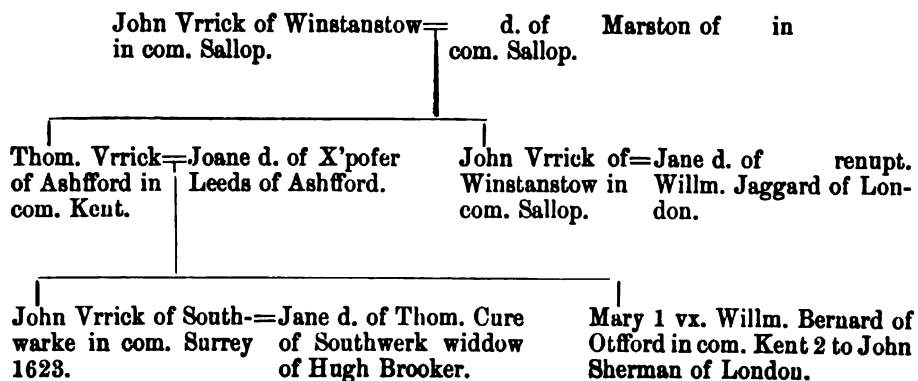 John Vrrick of Winstanstow= d. of Marston of in
in com. Sallop. com. Sallop.
Thom. Vrrick=Joane d. of X'pofer
of Ashfford in Leeds of Ashfford.
com. Kent.
John Vrrick of=Jane d. of renupt.
Winstanstow in Willm. Jaggard of Lon-
com. Sallop. don.
John Vrrick of South-=Jane d. of Thom. Cure
warke in com. Surrey of Southwerk widdow
1623. of Hugh Brooker.
Mary 1 vx. Willm. Bernard of
Otfford in com. Kent 2 to John
Sherman of London.